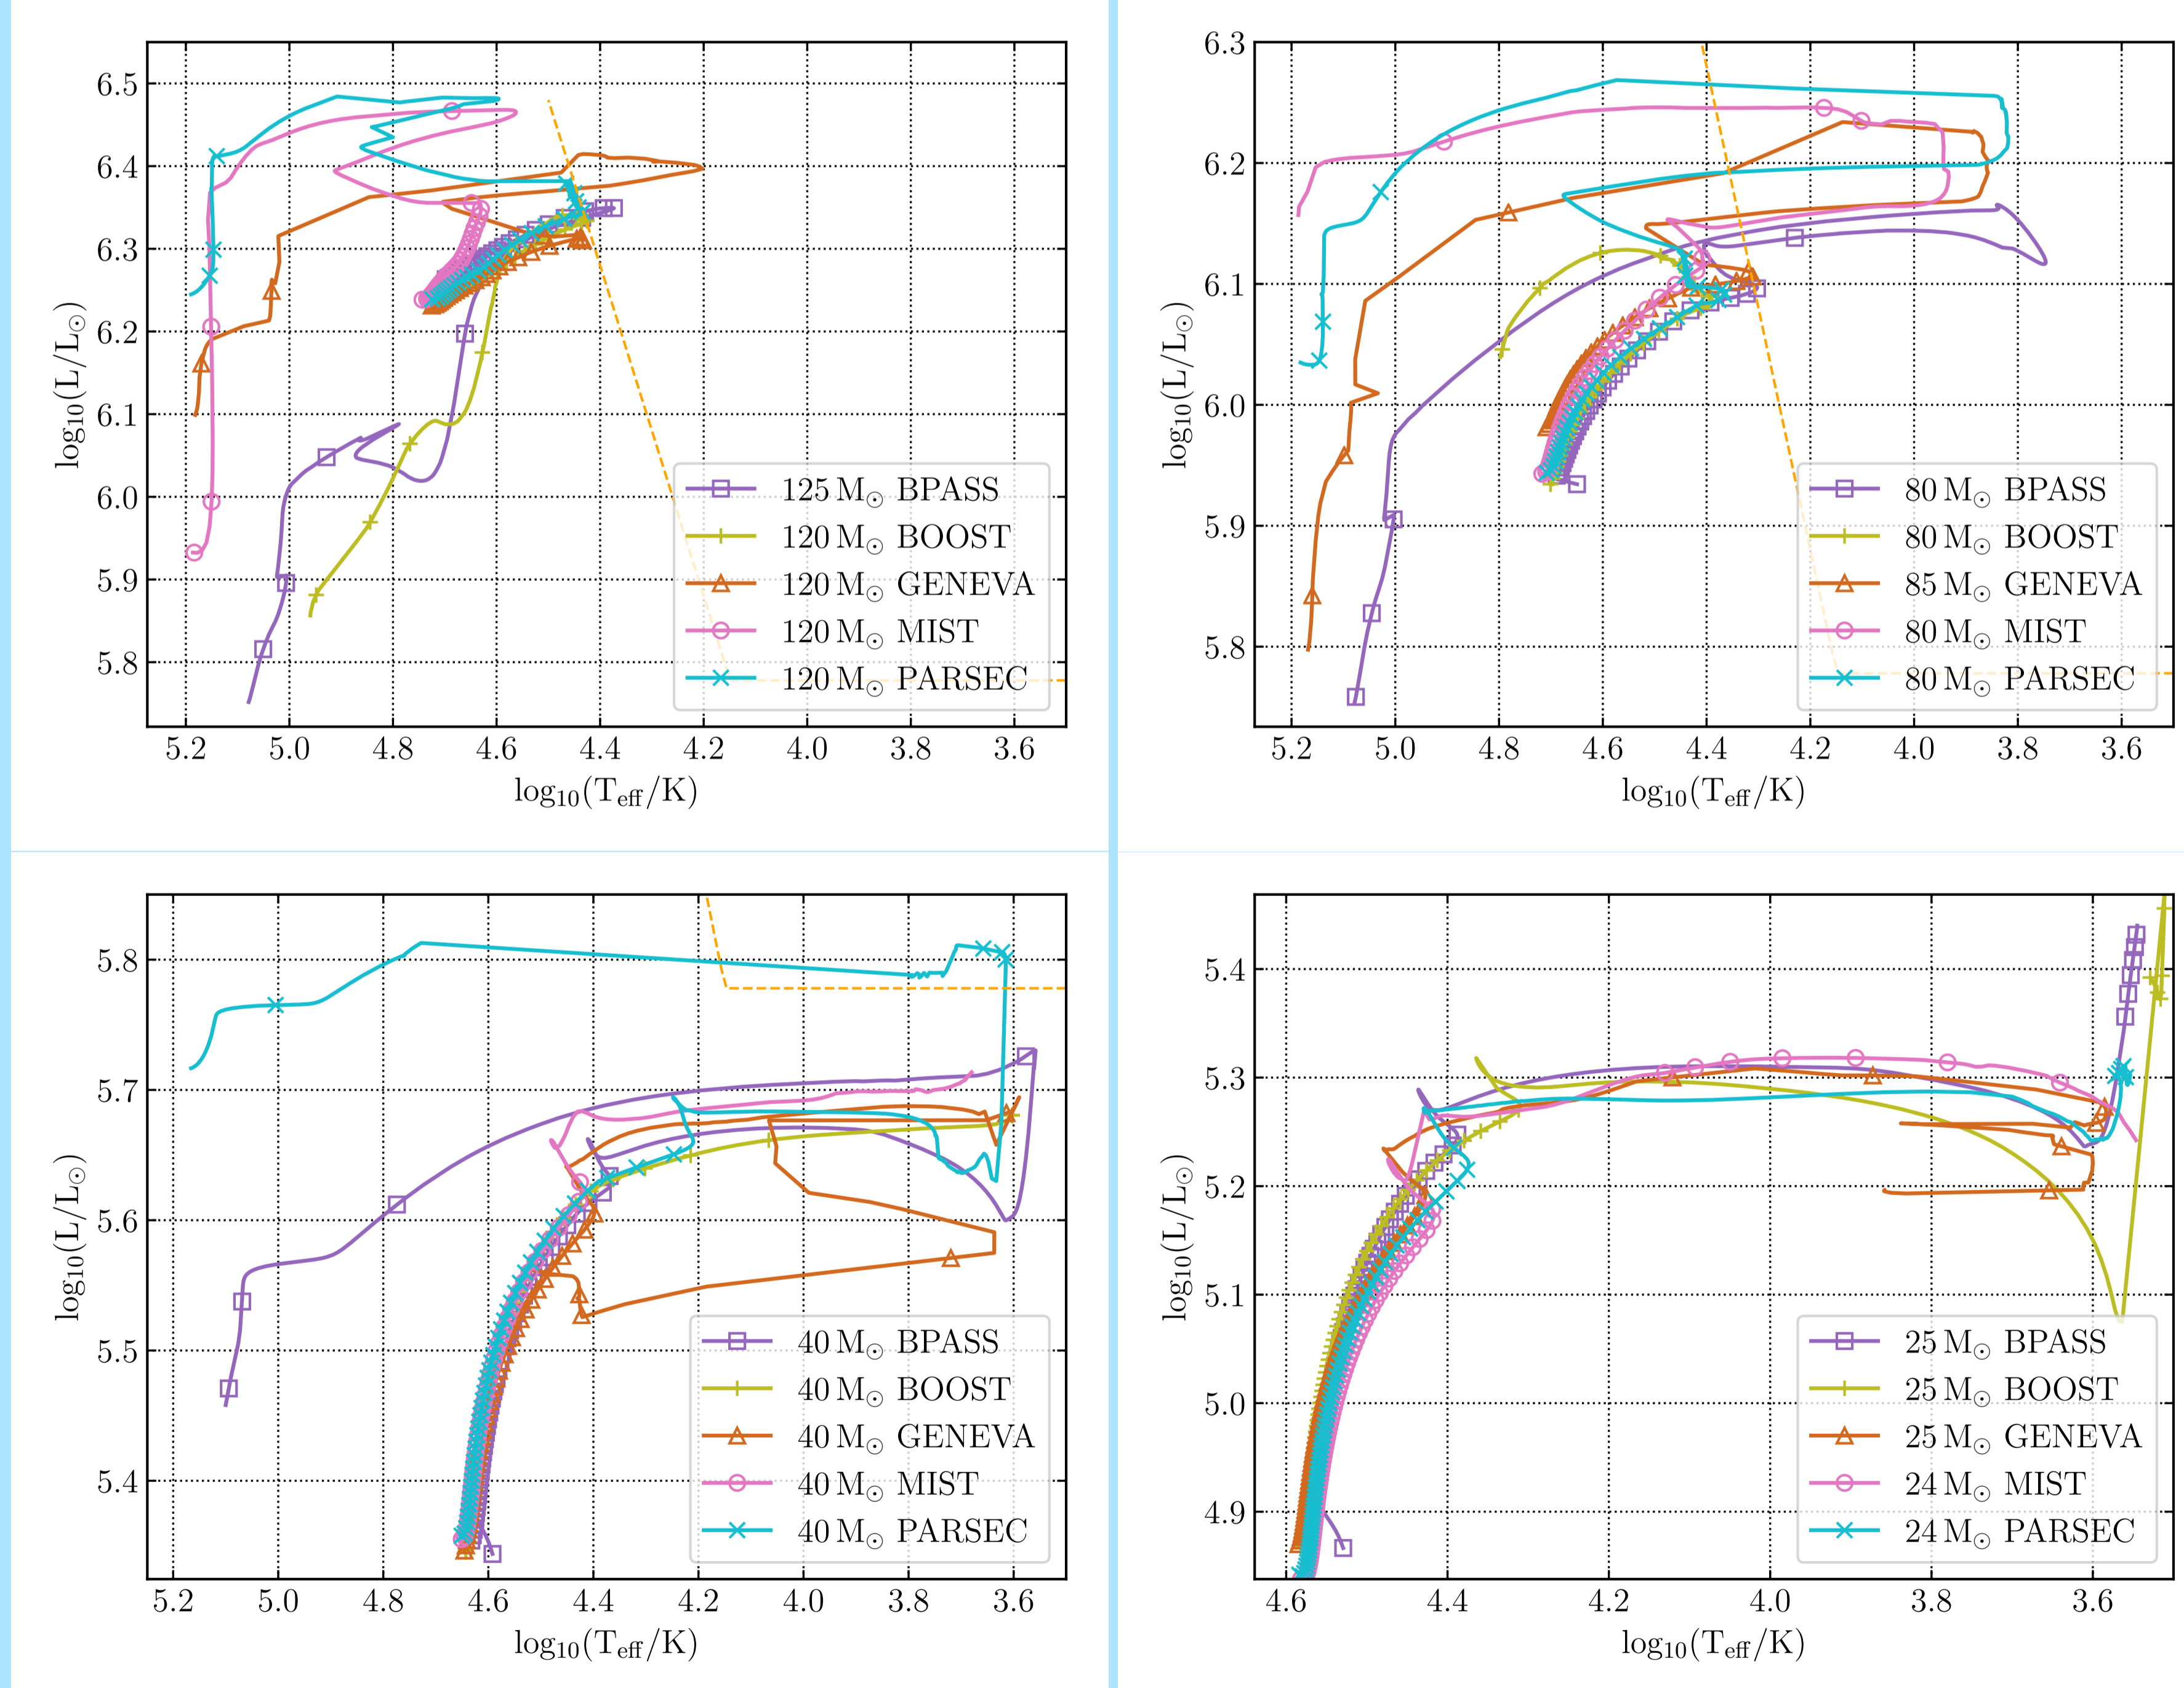 6.5
6.4
6.3
6.2
6.1
6.0
5.9
5.8
log₁₀(L/L⊙)
125 M⊙ BPASS
120 M⊙ BOOST
120 M⊙ GENEVA
120 M⊙ MIST
120 M⊙ PARSEC
5.2 5.0 4.8 4.6 4.4 4.2 4.0 3.8 3.6
log₁₀(T_eff/K)
6.3
6.2
6.1
6.0
5.9
5.8
log₁₀(L/L⊙)
80 M⊙ BPASS
80 M⊙ BOOST
85 M⊙ GENEVA
80 M⊙ MIST
80 M⊙ PARSEC
5.2 5.0 4.8 4.6 4.4 4.2 4.0 3.8 3.6
log₁₀(T_eff/K)
5.8
5.7
5.6
5.5
5.4
log₁₀(L/L⊙)
40 M⊙ BPASS
40 M⊙ BOOST
40 M⊙ GENEVA
40 M⊙ MIST
40 M⊙ PARSEC
5.2 5.0 4.8 4.6 4.4 4.2 4.0 3.8 3.6
log₁₀(T_eff/K)
5.4
5.3
5.2
5.1
5.0
4.9
log₁₀(L/L⊙)
25 M⊙ BPASS
25 M⊙ BOOST
25 M⊙ GENEVA
24 M⊙ MIST
24 M⊙ PARSEC
4.6 4.4 4.2 4.0 3.8 3.6
log₁₀(T_eff/K)